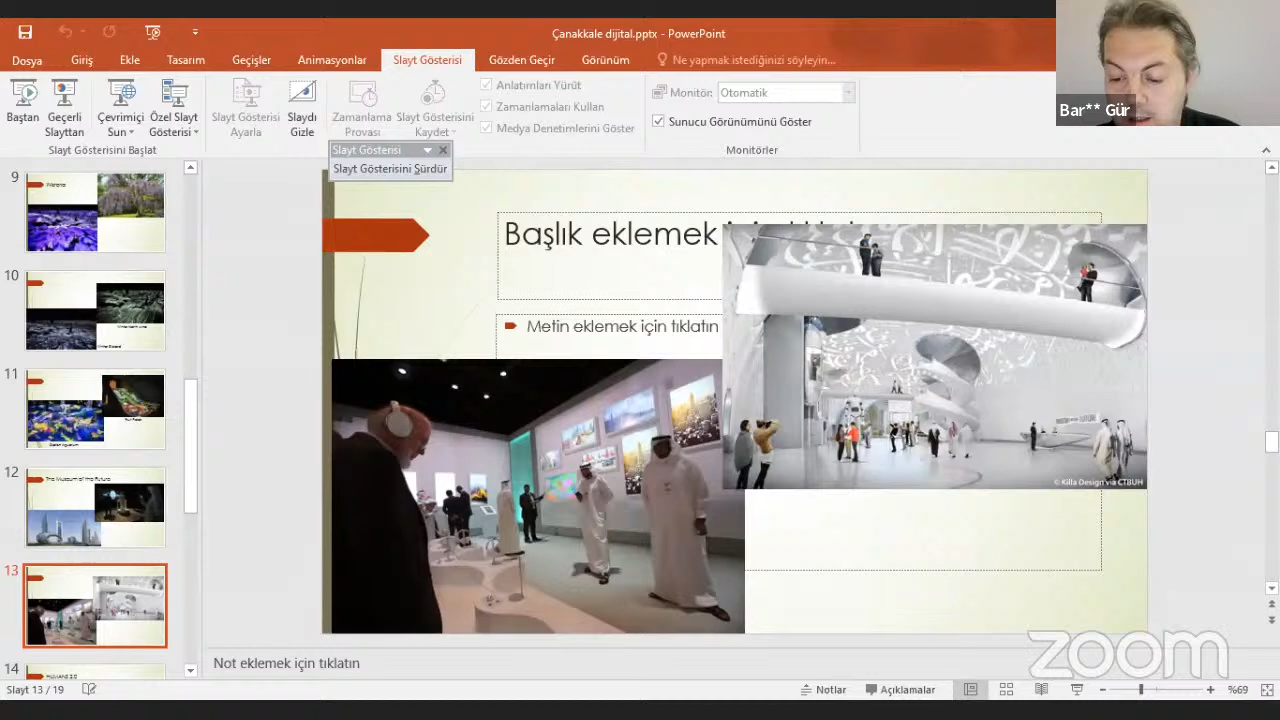 Çanakkale dijital.pptx - PowerPoint
Dosya Giriş Ekle Tasarım Geçişler Animasyonlar Slayt Gösterisi Gözden Geçir Görünüm Ne yapmak istediğinizi söyleyin...
Baştan
Geçerli Slayttan
Çevrimiçi Sun
Özel Slayt Gösterisi
Slayt Gösterisi Ayarla
Slaydı Gizle
Zamanlama Provası
Slayt Gösterisini Kaydet
Anlatımları Yürüt
Zamanlamaları Kullan
Medya Denetimlerini Göster
Monitör: Otomatik
Sunucu Görünümünü Göster
Slayt Gösterisini Başlat
Monitörler
Bar** Gür
Slayt Gösterisi
Slayt Gösterisini Sürdür
9
10
11
12
The Museum of the Future
13
14
Başlık eklemek
Metin eklemek için tıklatın
© Killa Design via CTBUH
Not eklemek için tıklatın
zoom
Slayt 13 / 19
Notlar
Açıklamalar
%69